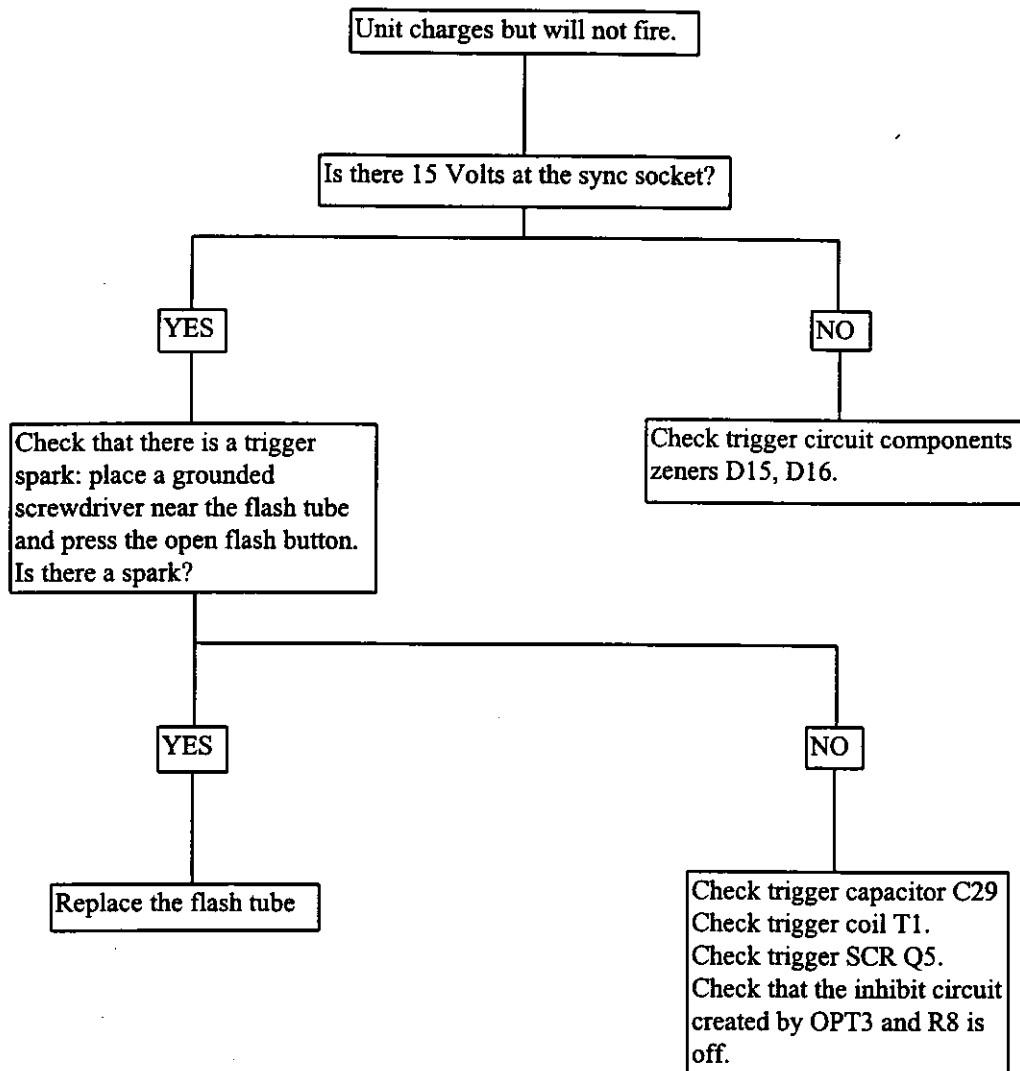 Unit charges but will not fire.
Is there 15 Volts at the sync socket?
YES
NO
Check that there is a trigger
spark: place a grounded
screwdriver near the flash tube
and press the open flash button.
Is there a spark?
Check trigger circuit components
zeners D15, D16.
YES
NO
Replace the flash tube
Check trigger capacitor C29
Check trigger coil T1.
Check trigger SCR Q5.
Check that the inhibit circuit
created by OPT3 and R8 is
off.